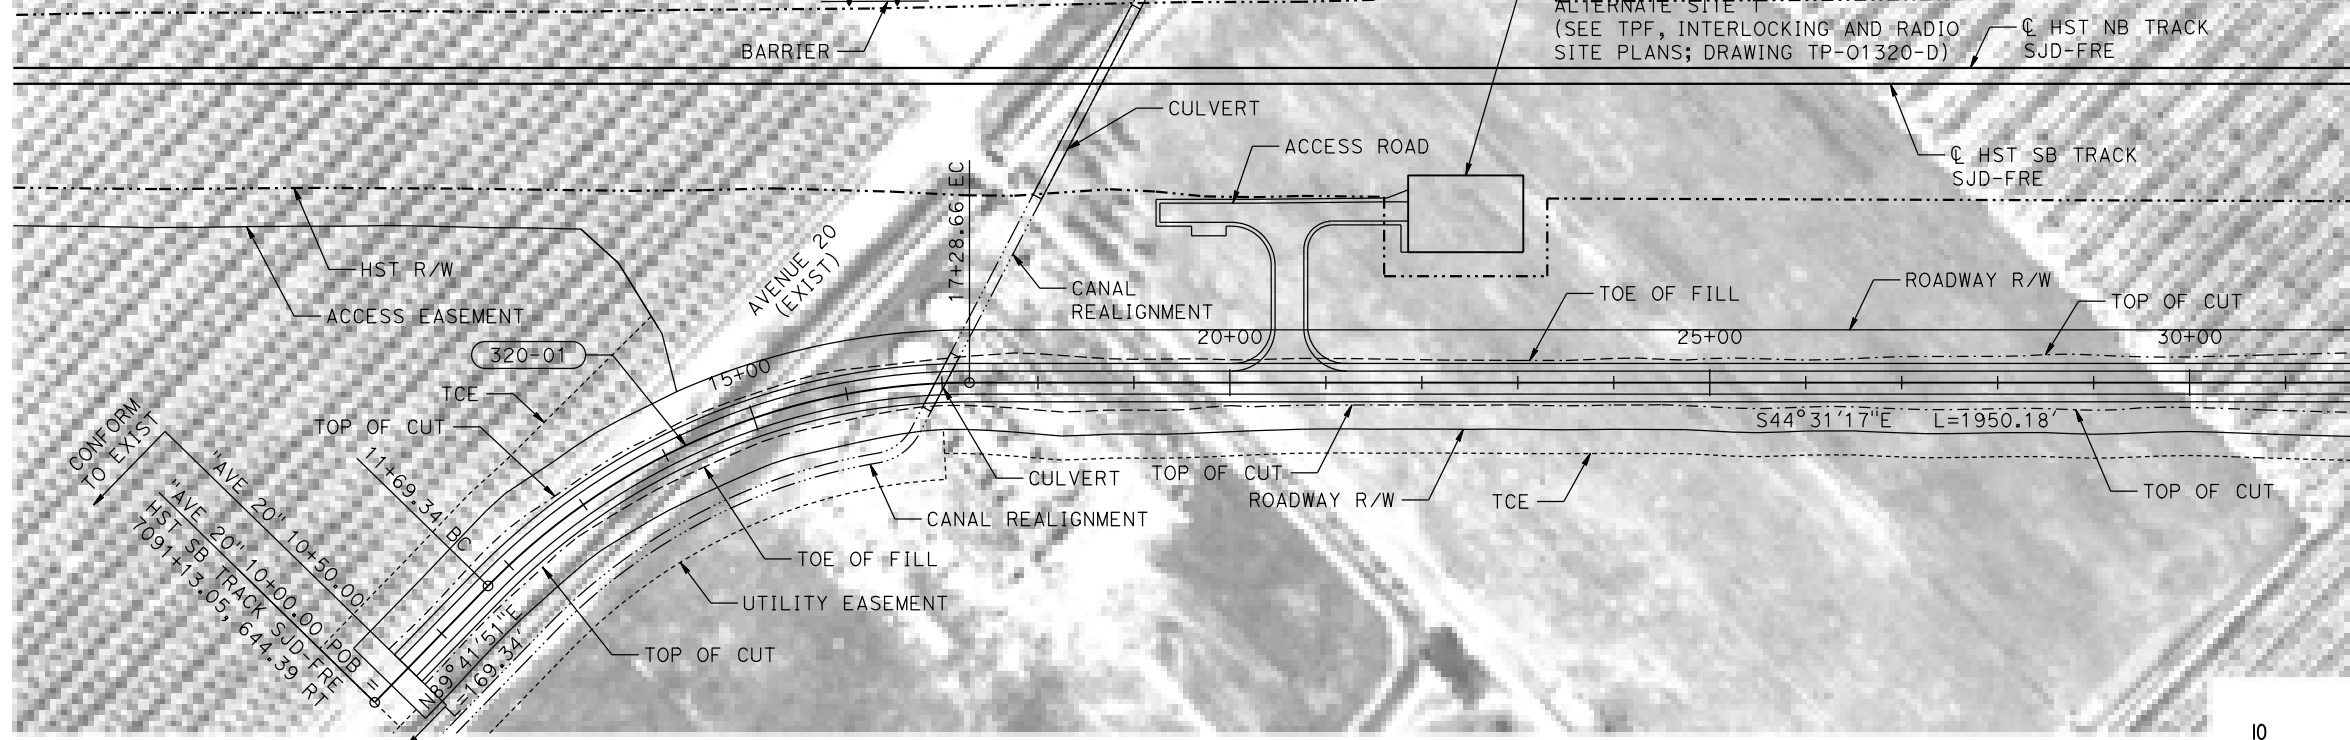 ALTERNATE SITE 1
(SEE TPF, INTERLOCKING AND RADIO
SITE PLANS; DRAWING TP-01320-D)
℄ HST NB TRACK
SJD-FRE
BARRIER
CULVERT
ACCESS ROAD
℄ HST SB TRACK
SJD-FRE
17+28.66 EC
AVENUE 20
(EXIST)
HST R/W
ACCESS EASEMENT
CANAL
REALIGNMENT
TOE OF FILL
ROADWAY R/W
TOP OF CUT
20+00
25+00
30+00
320-01
15+00
TCE
TOP OF CUT
CONFORM
TO EXIST
S44°31'17"E L=1950.18'
11+69.34 BC
"AVE 20" 10+50.00
"AVE 20" 10+00.00 POB =
HST SB TRACK SJD-FRE
7091+13.05, 644.39 RT
CULVERT
TOP OF CUT
ROADWAY R/W
TCE
TOP OF CUT
CANAL REALIGNMENT
TOE OF FILL
UTILITY EASEMENT
TOP OF CUT
N89°41'51"E
L=169.34'
10